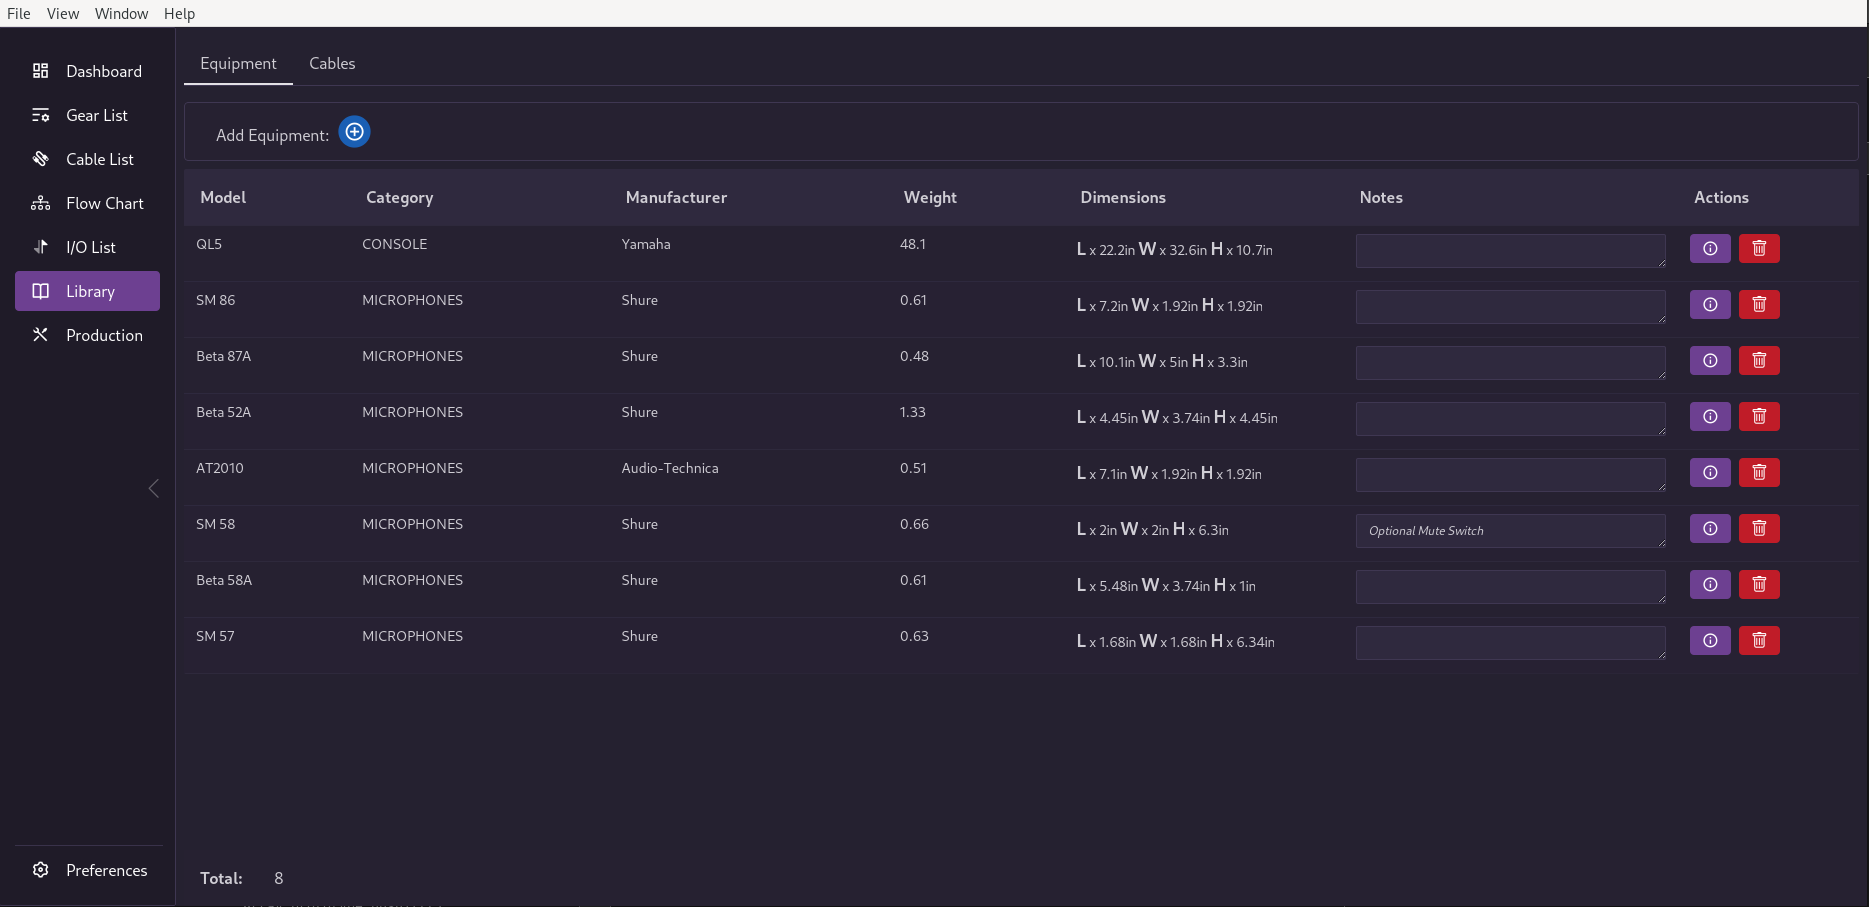 File View Window Help
Dashboard
Gear List
Cable List
Flow Chart
I/O List
Library
Production
Preferences
Equipment Cables
Add Equipment:
Model Category Manufacturer Weight Dimensions Notes Actions
QL5 CONSOLE Yamaha 48.1 L x 22.2in W x 32.6in H x 10.7in
SM 86 MICROPHONES Shure 0.61 L x 7.2in W x 1.92in H x 1.92in
Beta 87A MICROPHONES Shure 0.48 L x 10.1in W x 5in H x 3.3in
Beta 52A MICROPHONES Shure 1.33 L x 4.45in W x 3.74in H x 4.45in
AT2010 MICROPHONES Audio-Technica 0.51 L x 7.1in W x 1.92in H x 1.92in
SM 58 MICROPHONES Shure 0.66 L x 2in W x 2in H x 6.3in Optional Mute Switch
Beta 58A MICROPHONES Shure 0.61 L x 5.48in W x 3.74in H x 1in
SM 57 MICROPHONES Shure 0.63 L x 1.68in W x 1.68in H x 6.34in
Total: 8